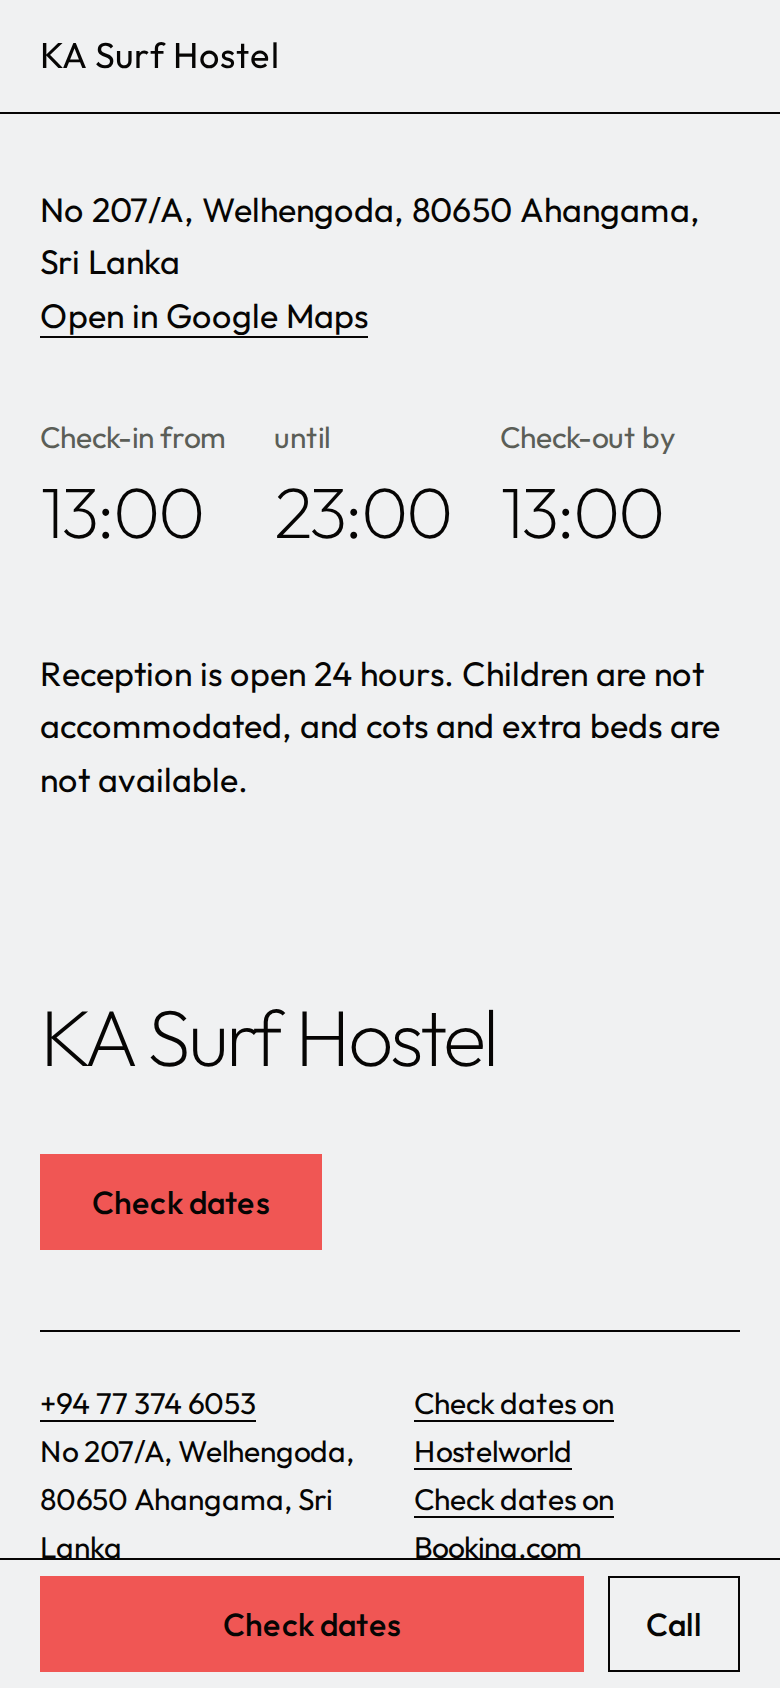 KA Surf Hostel
No 207/A, Welhengoda, 80650 Ahangama,
Sri Lanka
Open in Google Maps
Check-in from until Check-out by
13:00 23:00 13:00
Reception is open 24 hours. Children are not
accommodated, and cots and extra beds are
not available.
KA Surf Hostel
Check dates
+94 77 374 6053
No 207/A, Welhengoda,
80650 Ahangama, Sri
Lanka
Check dates on
Hostelworld
Check dates on
Booking.com
Check dates Call